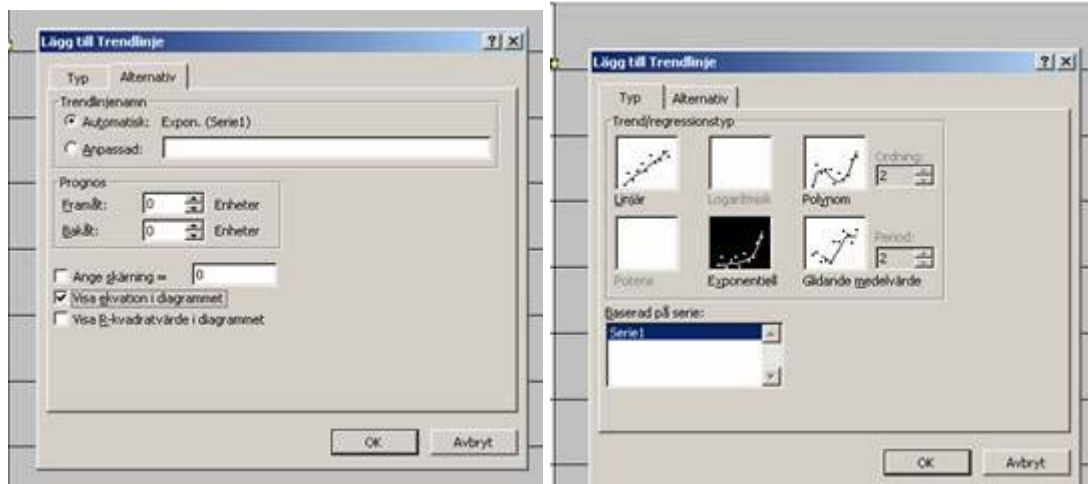 Lägg till Trendlinje
Typ Alternativ
Trendlinjenamn
Automatisk: Expon. (Serie1)
Anpassad:
Prognos
Framåt: 0 Enheter
Bakåt: 0 Enheter
Ange skärning = 0
Visa ekvation i diagrammet
Visa R-kvadratvärde i diagrammet
OK Avbryt
Lägg till Trendlinje
Typ Alternativ
Trend/regressionstyp
Ordning:
2
Linjär Logaritmisk Polynom
Period:
2
Potens Exponentiell Glidande medelvärde
Baserad på serie:
Serie1
OK Avbryt